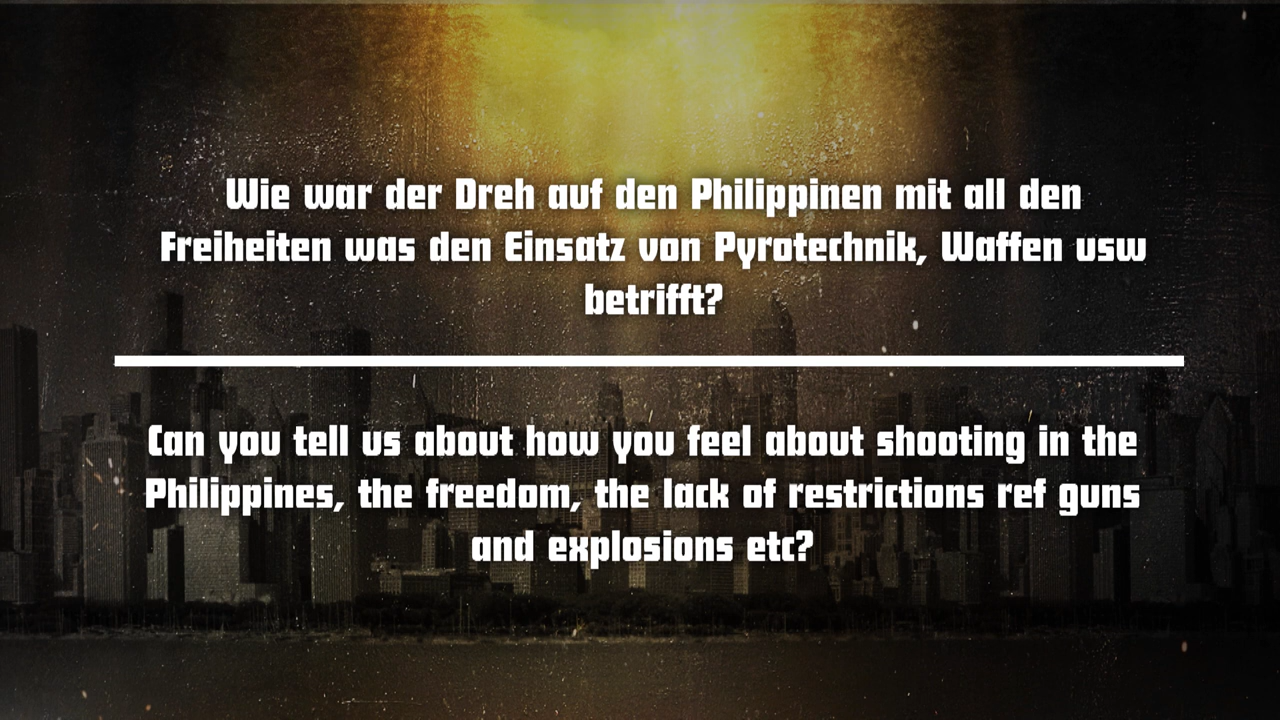 Wie war der Dreh auf den Philippinen mit all den
Freiheiten was den Einsatz von Pyrotechnik, Waffen usw
betrifft?
Can you tell us about how you feel about shooting in the
Philippines, the freedom, the lack of restrictions ref guns
and explosions etc?